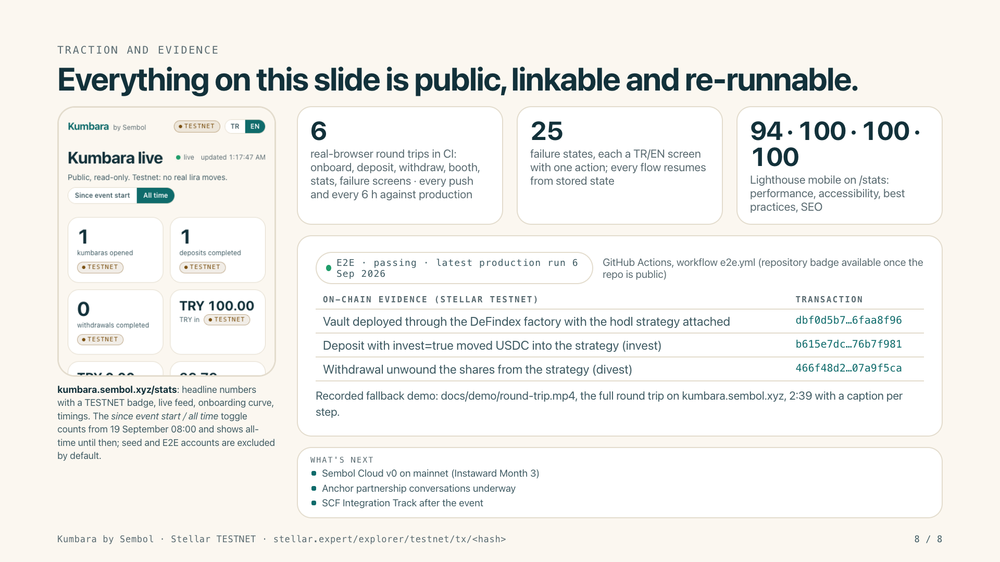 TRACTION AND EVIDENCE
Everything on this slide is public, linkable and re-runnable.
Kumbara by Sembol
TESTNET
TR EN
Kumbara live
live updated 1:17:47 AM
Public, read-only. Testnet: no real lira moves.
Since event start All time
1
kumbaras opened
TESTNET
1
deposits completed
TESTNET
0
withdrawals completed
TESTNET
TRY 100.00
TRY in TESTNET
kumbara.sembol.xyz/stats: headline numbers
with a TESTNET badge, live feed, onboarding curve,
timings. The since event start / all time toggle
counts from 19 September 08:00 and shows all-
time until then; seed and E2E accounts are excluded
by default.
6
real-browser round trips in CI:
onboard, deposit, withdraw, booth,
stats, failure screens · every push
and every 6 h against production
25
failure states, each a TR/EN screen
with one action; every flow resumes
from stored state
94 · 100 · 100 ·
100
Lighthouse mobile on /stats:
performance, accessibility, best
practices, SEO
E2E · passing · latest production run 6
Sep 2026
GitHub Actions, workflow e2e.yml (repository badge available once the
repo is public)
ON-CHAIN EVIDENCE (STELLAR TESTNET) TRANSACTION
Vault deployed through the DeFindex factory with the hodl strategy attached dbf0d5b7…6faa8f96
Deposit with invest=true moved USDC into the strategy (invest) b615e7dc…76b7f981
Withdrawal unwound the shares from the strategy (divest) 466f48d2…07a9f5ca
Recorded fallback demo: docs/demo/round-trip.mp4, the full round trip on kumbara.sembol.xyz, 2:39 with a caption per
step.
WHAT'S NEXT
Sembol Cloud v0 on mainnet (Instaward Month 3)
Anchor partnership conversations underway
SCF Integration Track after the event
Kumbara by Sembol · Stellar TESTNET · stellar.expert/explorer/testnet/tx/<hash>
8 / 8